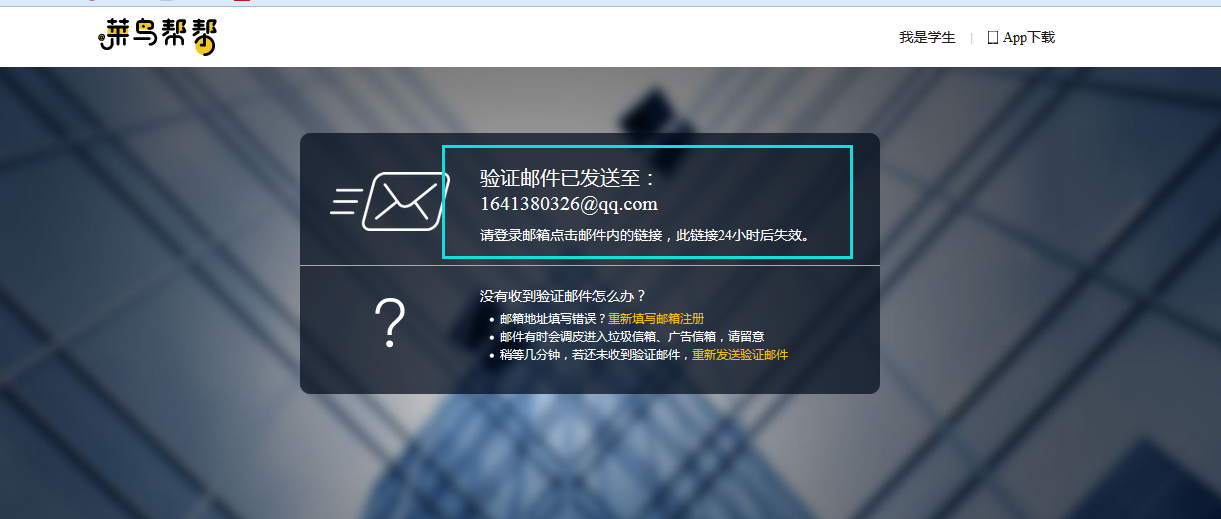 @菜鸟帮帮
我是学生 | App下载
验证邮件已发送至：
1641380326@qq.com
请登录邮箱点击邮件内的链接，此链接24小时后失效。
没有收到验证邮件怎么办？
• 邮箱地址填写错误？重新填写邮箱注册
• 邮件有时会调皮进入垃圾信箱、广告信箱，请留意
• 稍等几分钟，若还未收到验证邮件，重新发送验证邮件